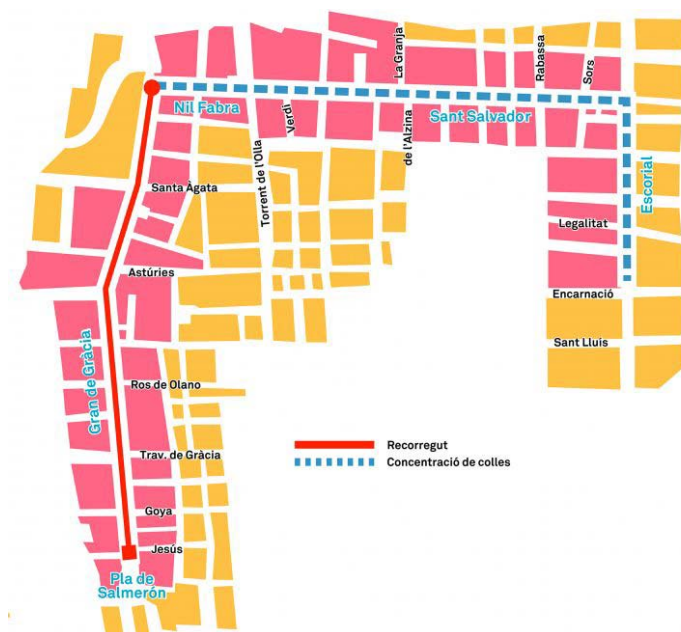 La Granja
Rabassa
Sors
Nil Fabra
Verdi
Sant Salvador
de l'Alzina
Torrent de l'Olla
Escorial
Santa Àgata
Legalitat
Astúries
Encarnació
Sant Lluis
Gran de Gràcia
Ros de Olano
Recorregut
Trav. de Gràcia
Concentració de colles
Goya
Jesús
Pla de
Salmerón